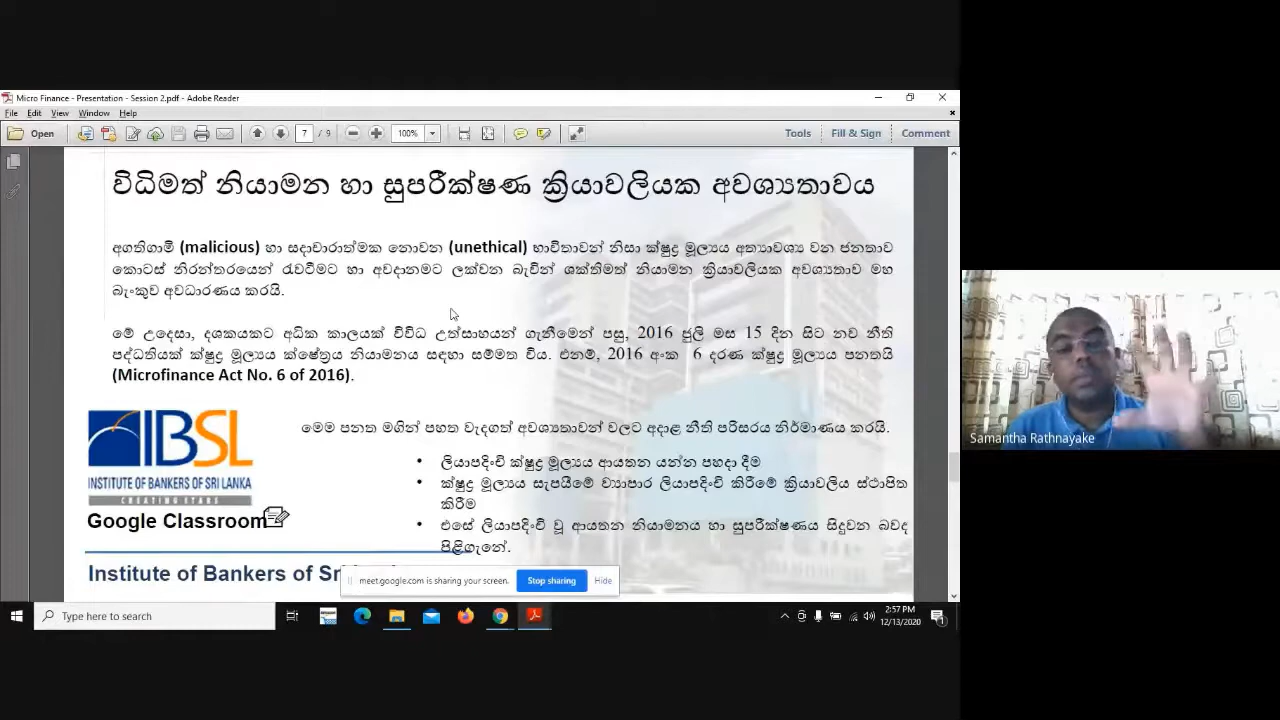 Micro Finance - Presentation - Session 2.pdf - Adobe Reader
File Edit View Window Help
Open 7 / 9 100% Tools Fill & Sign Comment
විධිමත් නියාමන හා සුපරීක්ෂණ ක්‍රියාවලියක අවශ්‍යතාවය
අගතිගාමී (malicious) හා සදාචාරාත්මක නොවන (unethical) භාවිතාවන් නිසා ක්ෂුද්‍ර මූල්‍යය අත්‍යාවශ්‍ය වන ජනතාව
කොටස් නිරන්තරයෙන් රැවටීමට හා අවදානමට ලක්වන බැවින් ශක්තිමත් නියාමන ක්‍රියාවලියක අවශ්‍යතාව මහ
බැංකුව අවධාරණය කරයි.
මේ උදෙසා, දශකයකට අධික කාලයක් විවිධ උත්සාහයන් ගැනීමෙන් පසු, 2016 ජුලි මස 15 දින සිට නව නීති
පද්ධතියක් ක්ෂුද්‍ර මූල්‍යය ක්ෂේත්‍රය නියාමනය සඳහා සම්මත විය. එනම්, 2016 අංක 6 දරණ ක්ෂුද්‍ර මූල්‍යය පනතයි
(Microfinance Act No. 6 of 2016).
මෙම පනත මගින් පහත වැදගත් අවශ්‍යතාවන් වලට අදාළ නීති පරිසරය නිර්මාණය කරයි.
• ලියාපදිංචි ක්ෂුද්‍ර මූල්‍යය ආයතන යන්න පහදා දීම
• ක්ෂුද්‍ර මූල්‍යය සැපයීමේ ව්‍යාපාර ලියාපදිංචි කිරීමේ ක්‍රියාවලිය ස්ථාපිත
කිරීම
• එසේ ලියාපදිංචි වූ ආයතන නියාමනය හා සුපරීක්ෂණය සිදුවන බවද
පිළිගැනේ.
IBSL
INSTITUTE OF BANKERS OF SRI LANKA
CREATING STARS
Google Classroom
Institute of Bankers of Sri
meet.google.com is sharing your screen. Stop sharing Hide
Samantha Rathnayake
Type here to search
2:57 PM
12/13/2020